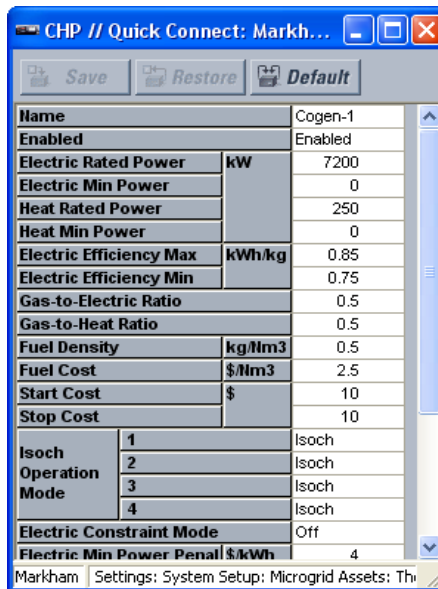 CHP // Quick Connect: Markh...
Save Restore Default
Name Cogen-1
Enabled Enabled
Electric Rated Power kW 7200
Electric Min Power 0
Heat Rated Power 250
Heat Min Power 0
Electric Efficiency Max kWh/kg 0.85
Electric Efficiency Min 0.75
Gas-to-Electric Ratio 0.5
Gas-to-Heat Ratio 0.5
Fuel Density kg/Nm3 0.5
Fuel Cost $/Nm3 2.5
Start Cost $ 10
Stop Cost 10
Isoch Operation Mode 1 Isoch
2 Isoch
3 Isoch
4 Isoch
Electric Constraint Mode Off
Electric Min Power Penal $/kWh 4
Markham Settings: System Setup: Microgrid Assets: The